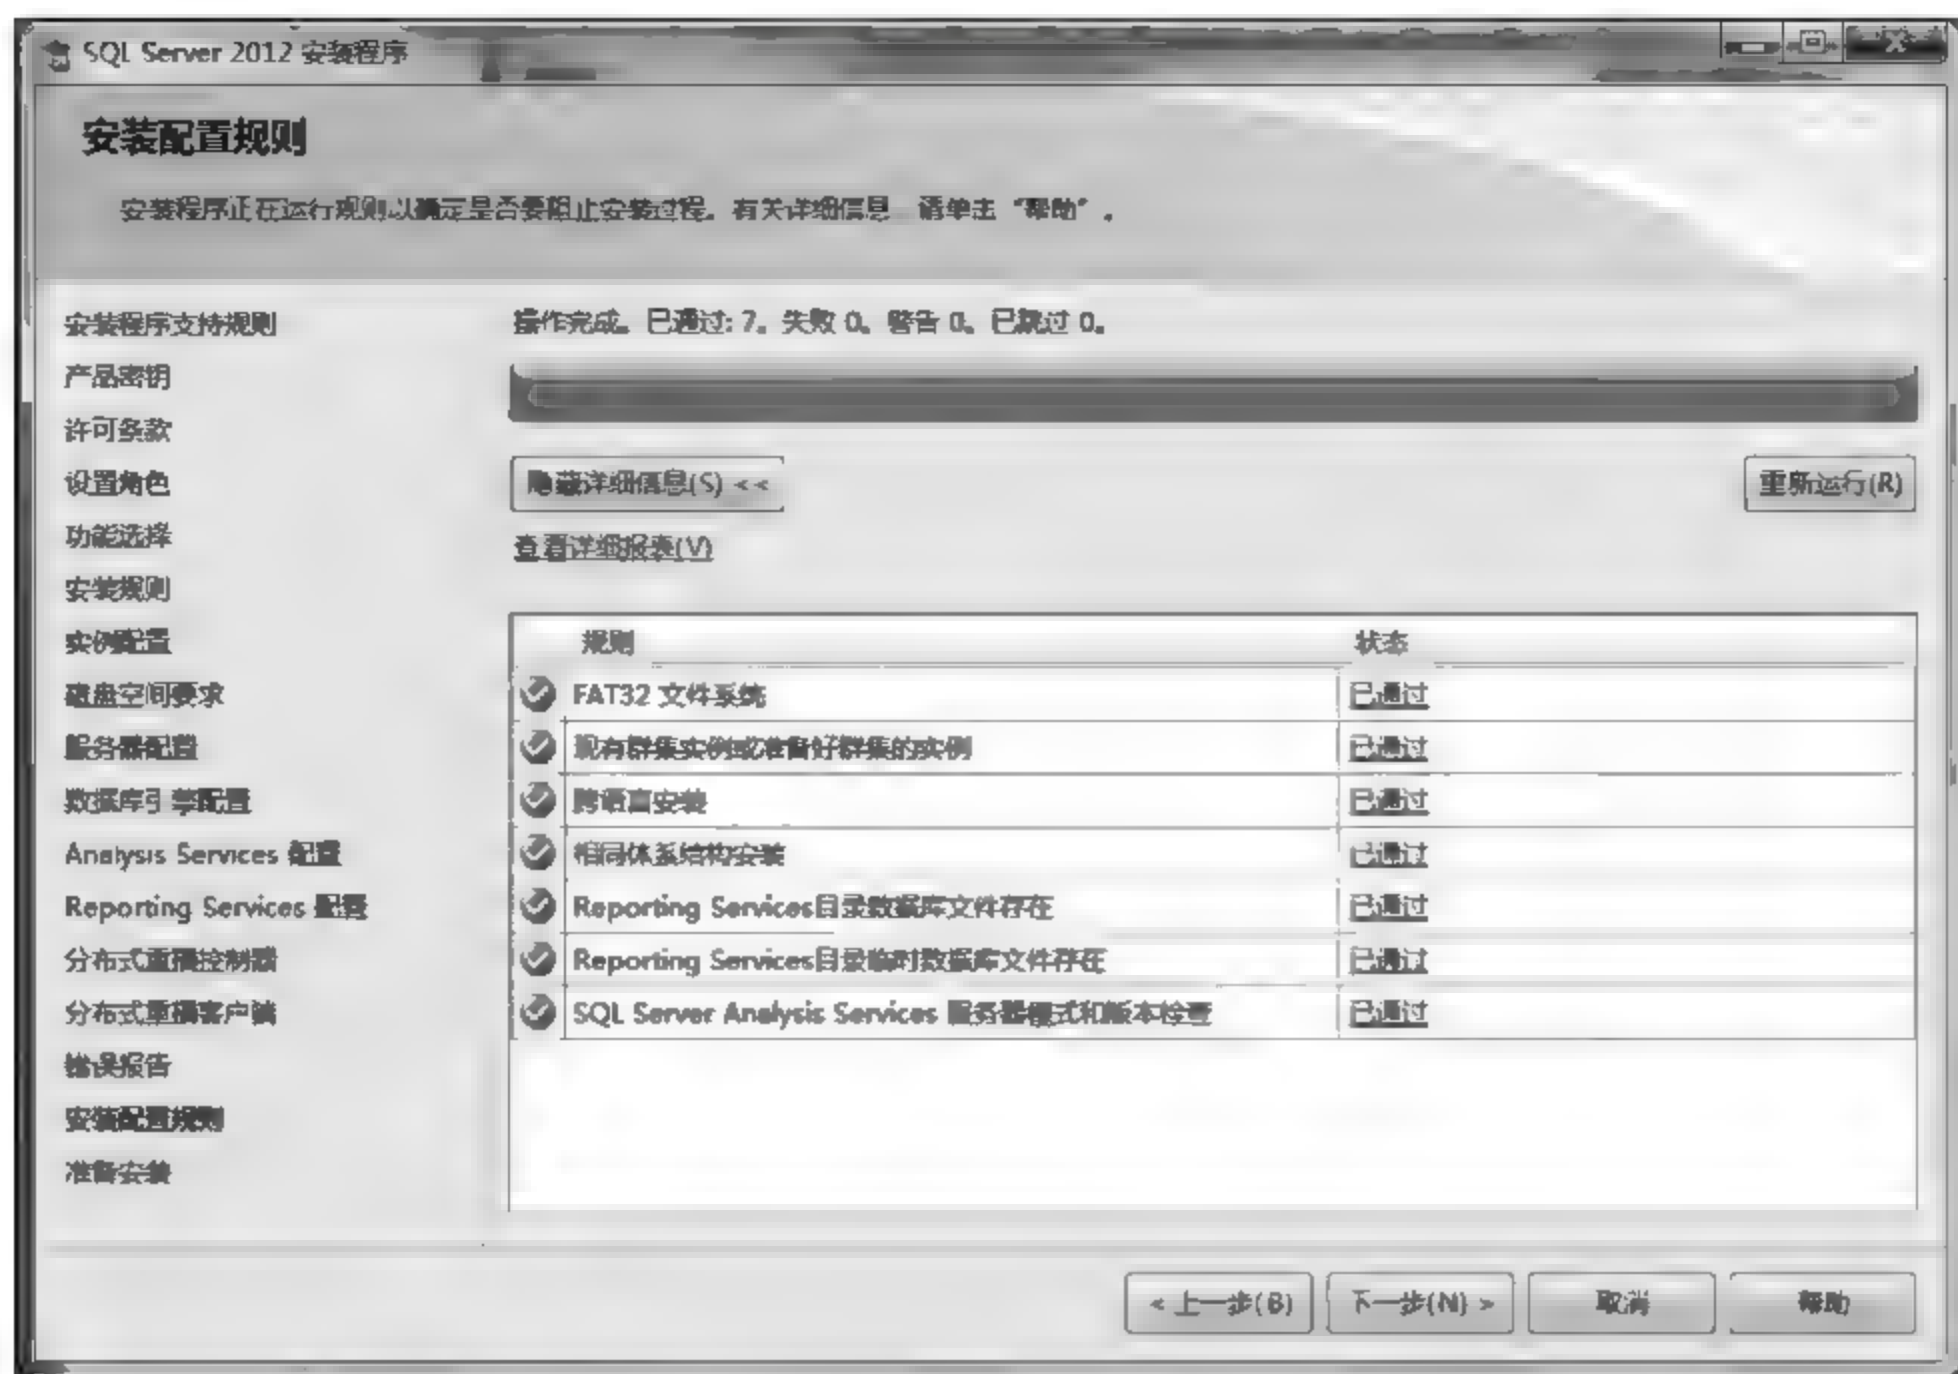 SQL Server 2012 安装程序
安装配置规则
安装程序正在运行规则以确定是否要阻止安装过程。有关详细信息，请单击“帮助”。
安装程序支持规则
产品密钥
许可条款
设置角色
功能选择
安装规则
实例配置
磁盘空间要求
服务器配置
数据库引擎配置
Analysis Services 配置
Reporting Services 配置
分布式重播控制器
分布式重播客户端
错误报告
安装配置规则
准备安装
操作完成。已通过: 7。失败 0。警告 0。已跳过 0。
隐藏详细信息(S) <<
重新运行(R)
查看详细报表(V)
规则 状态
FAT32 文件系统 已通过
现有群集实例或准备好群集的实例 已通过
跨语言安装 已通过
相同体系结构安装 已通过
Reporting Services目录数据库文件存在 已通过
Reporting Services目录临时数据库文件存在 已通过
SQL Server Analysis Services 服务器模式和版本检查 已通过
< 上一步(B) 下一步(N) > 取消 帮助